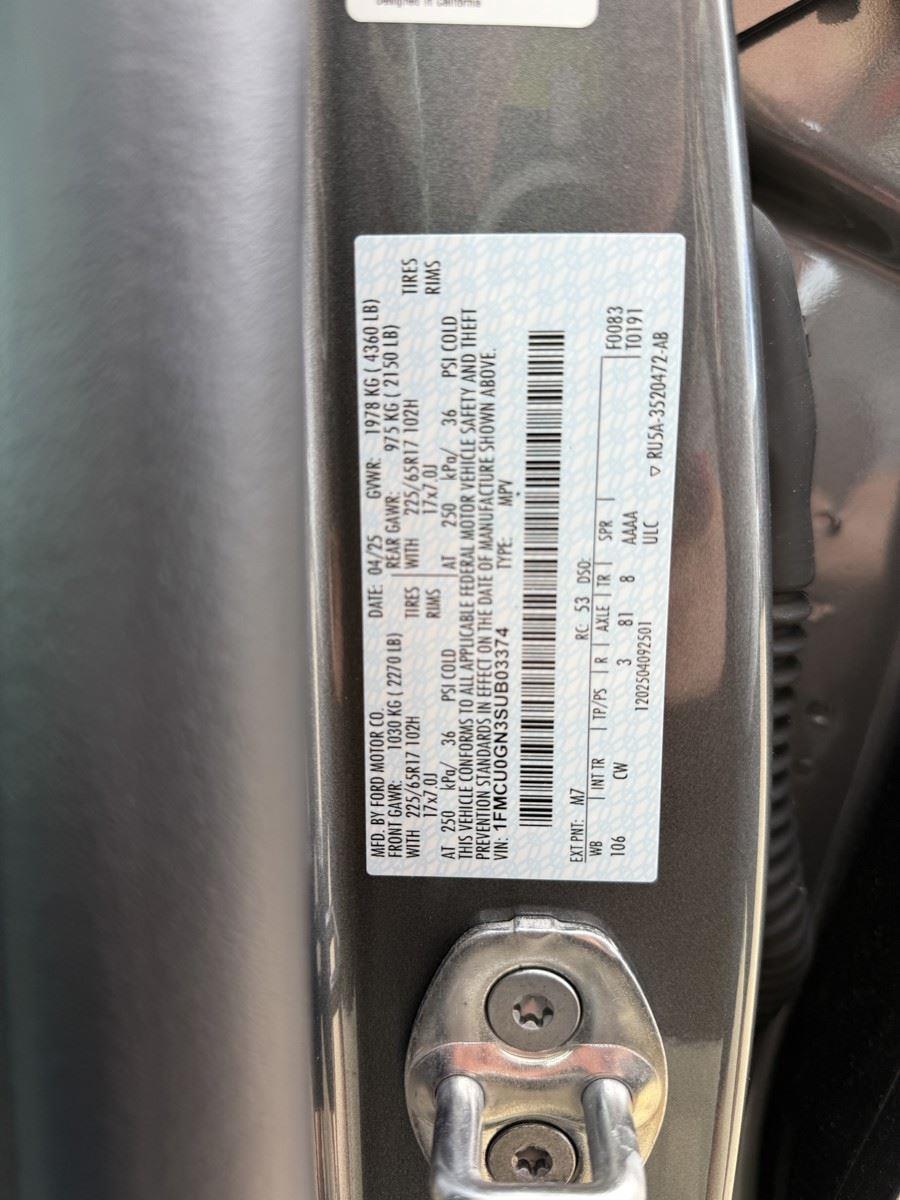 Designed in California
MFD. BY FORD MOTOR CO. DATE: 04/25 GVWR: 1978 KG ( 4360 LB)
FRONT GAWR: 1030 KG ( 2270 LB) REAR GAWR: 975 KG ( 2150 LB)
WITH 225/65R17 102H TIRES WITH 225/65R17 102H TIRES
17x7.0J RIMS 17x7.0J RIMS
AT 250 kPa/ 36 PSI COLD AT 250 kPa/ 36 PSI COLD
THIS VEHICLE CONFORMS TO ALL APPLICABLE FEDERAL MOTOR VEHICLE SAFETY AND THEFT
PREVENTION STANDARDS IN EFFECT ON THE DATE OF MANUFACTURE SHOWN ABOVE.
VIN: 1FMCU0GN3SUB03374 TYPE: MPV
EXT PNT: M7 RC: 53 DSO: F0083
WB INT TR TP/PS R AXLE TR SPR T0191
106 CW 3 81 8 AAAA
1202504092501 ULC ▽ RU5A-3520472-AB